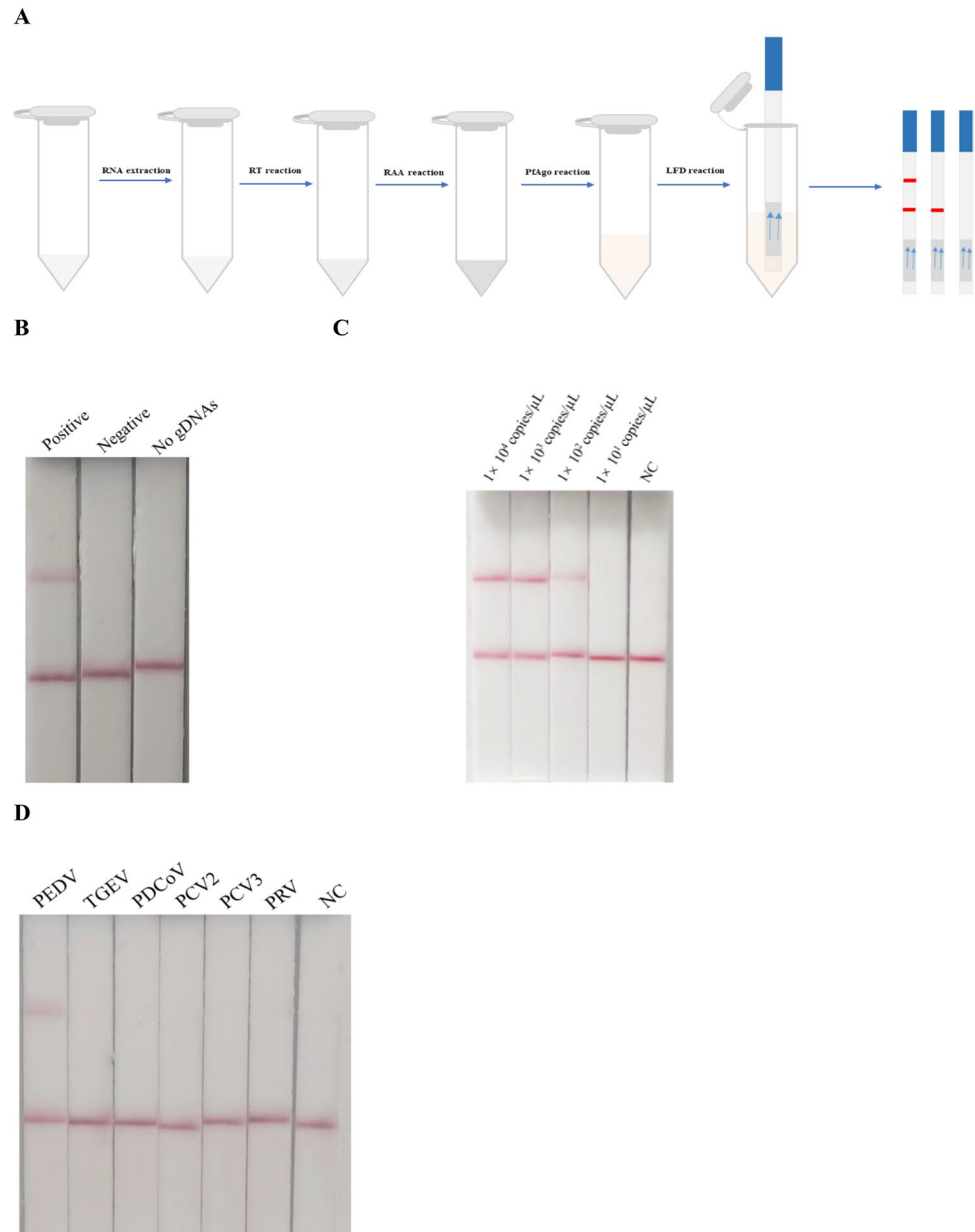 A
RNA extraction
RT reaction
RAA reaction
PfAgo reaction
LFD reaction
B
C
Positive
Negative
No gDNAs
1× 10⁴ copies/μL
1× 10³ copies/μL
1× 10² copies/μL
1× 10¹ copies/μL
NC
D
PEDV
TGEV
PDCoV
PCV2
PCV3
PRV
NC